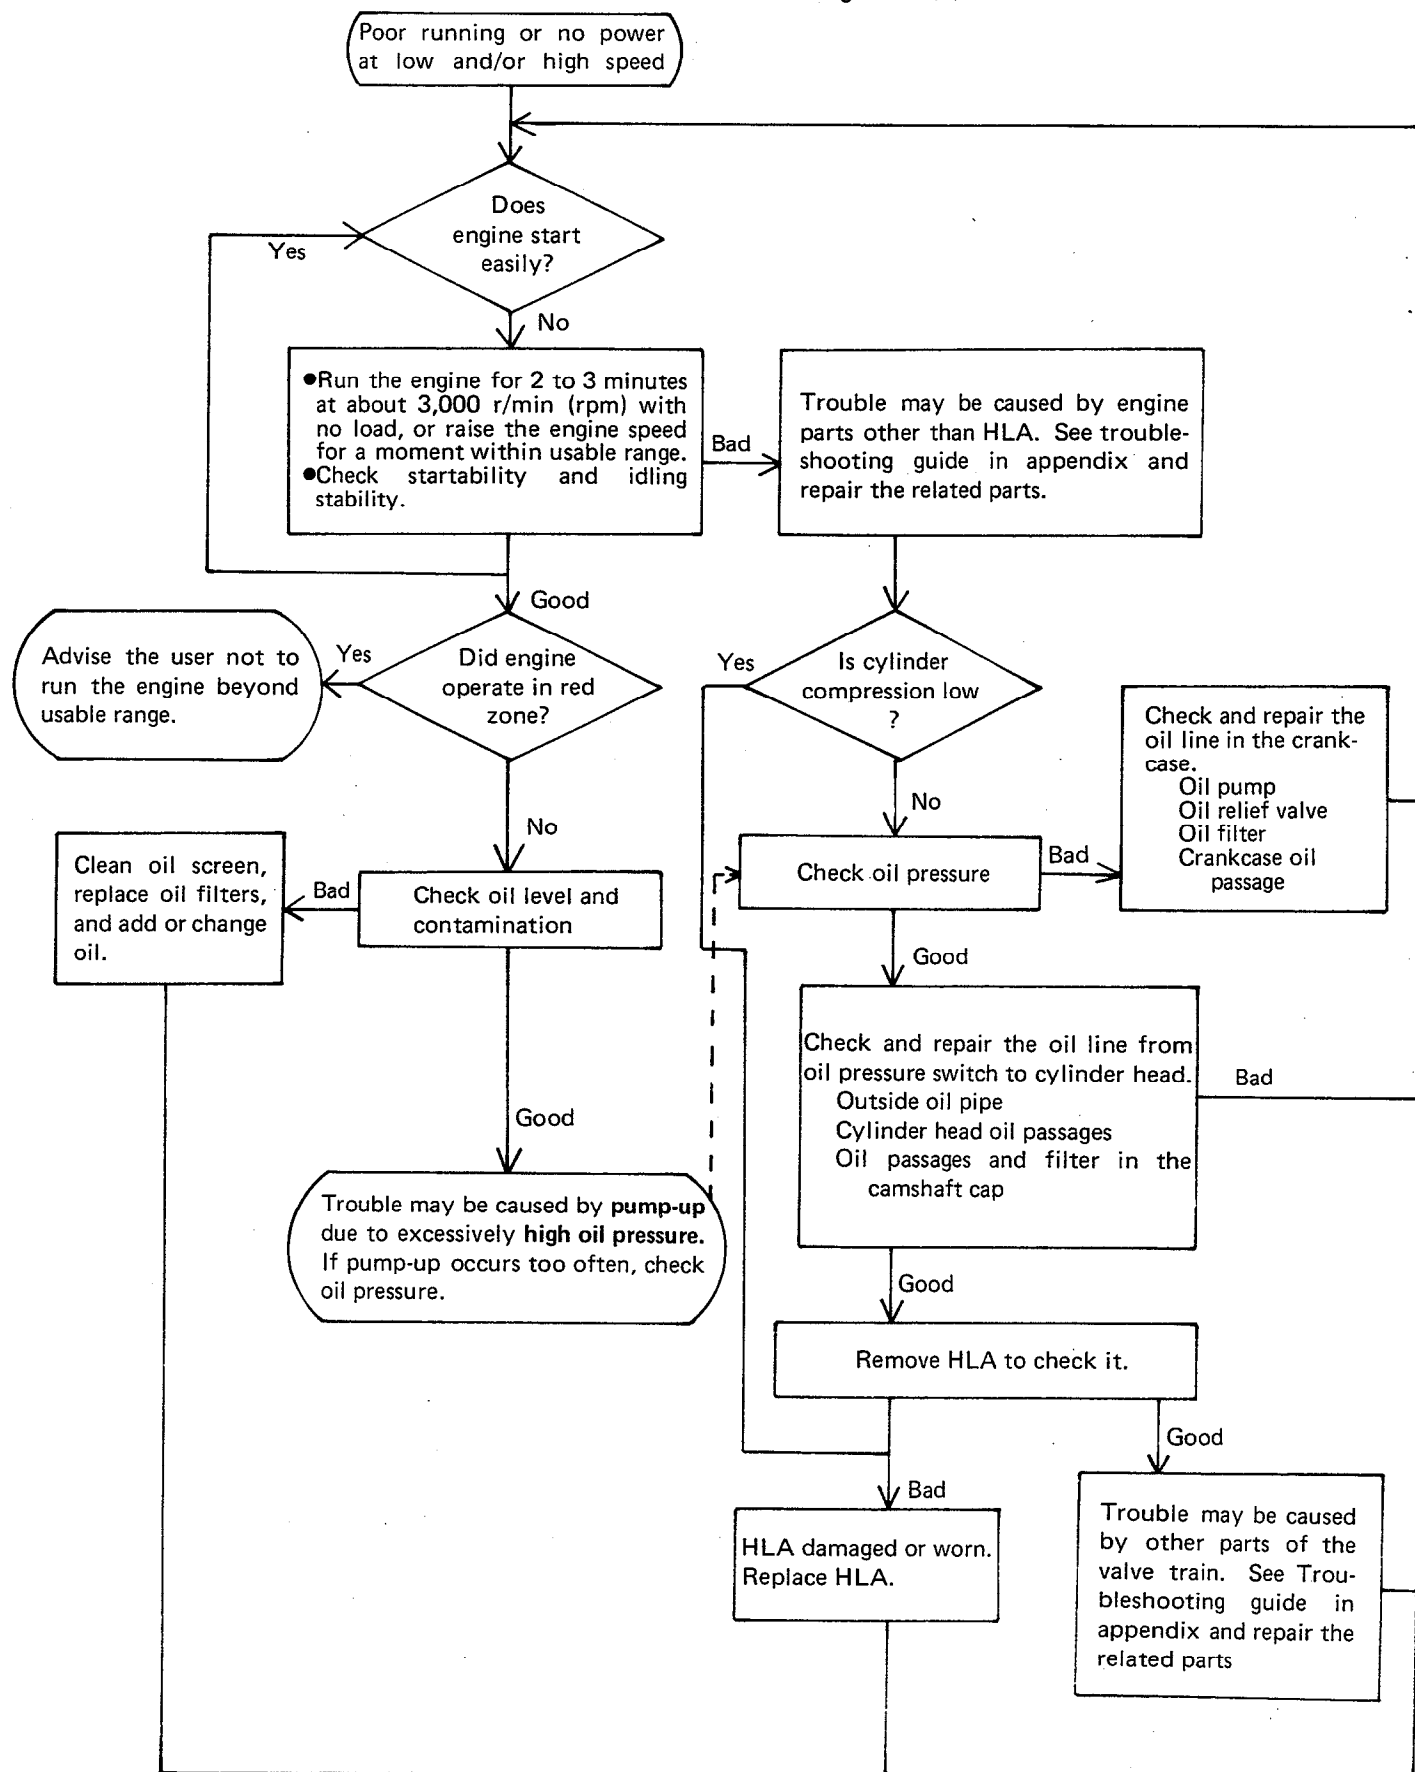 Poor running or no power
at low and/or high speed
Does
engine start
easily?
Yes
No
●Run the engine for 2 to 3 minutes
at about 3,000 r/min (rpm) with
no load, or raise the engine speed
for a moment within usable range.
●Check startability and idling
stability.
Bad
Trouble may be caused by engine
parts other than HLA. See trouble-
shooting guide in appendix and
repair the related parts.
Good
Did engine
operate in red
zone?
Yes
Advise the user not to
run the engine beyond
usable range.
No
Check oil level and
contamination
Bad
Clean oil screen,
replace oil filters,
and add or change
oil.
Good
Trouble may be caused by pump-up
due to excessively high oil pressure.
If pump-up occurs too often, check
oil pressure.
Is cylinder
compression low
?
Yes
No
Check oil pressure
Bad
Check and repair the
oil line in the crank-
case.
Oil pump
Oil relief valve
Oil filter
Crankcase oil
passage
Good
Check and repair the oil line from
oil pressure switch to cylinder head.
Outside oil pipe
Cylinder head oil passages
Oil passages and filter in the
camshaft cap
Bad
Good
Remove HLA to check it.
Good
Bad
HLA damaged or worn.
Replace HLA.
Trouble may be caused
by other parts of the
valve train. See Trou-
bleshooting guide in
appendix and repair the
related parts